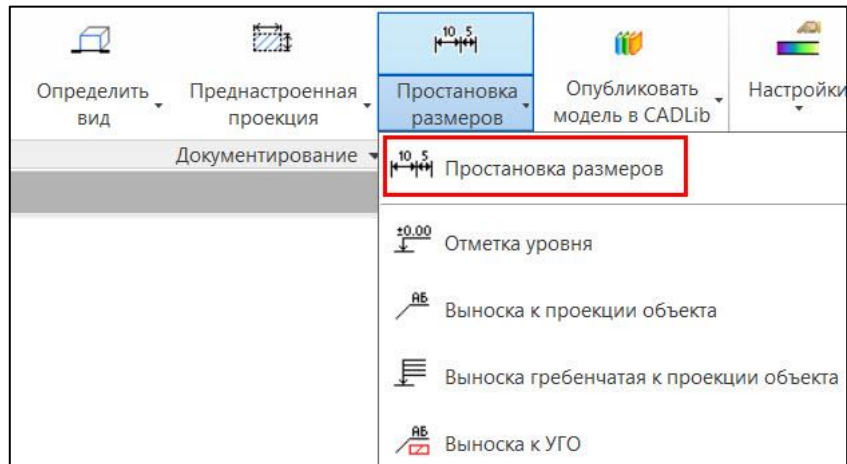 10 5
Определить вид
Преднастроенная проекция
Простановка размеров
Опубликовать модель в CADLib
Настройки
Документирование
10 5 Простановка размеров
±0.00 Отметка уровня
АБ Выноска к проекции объекта
Выноска гребенчатая к проекции объекта
АБ Выноска к УГО